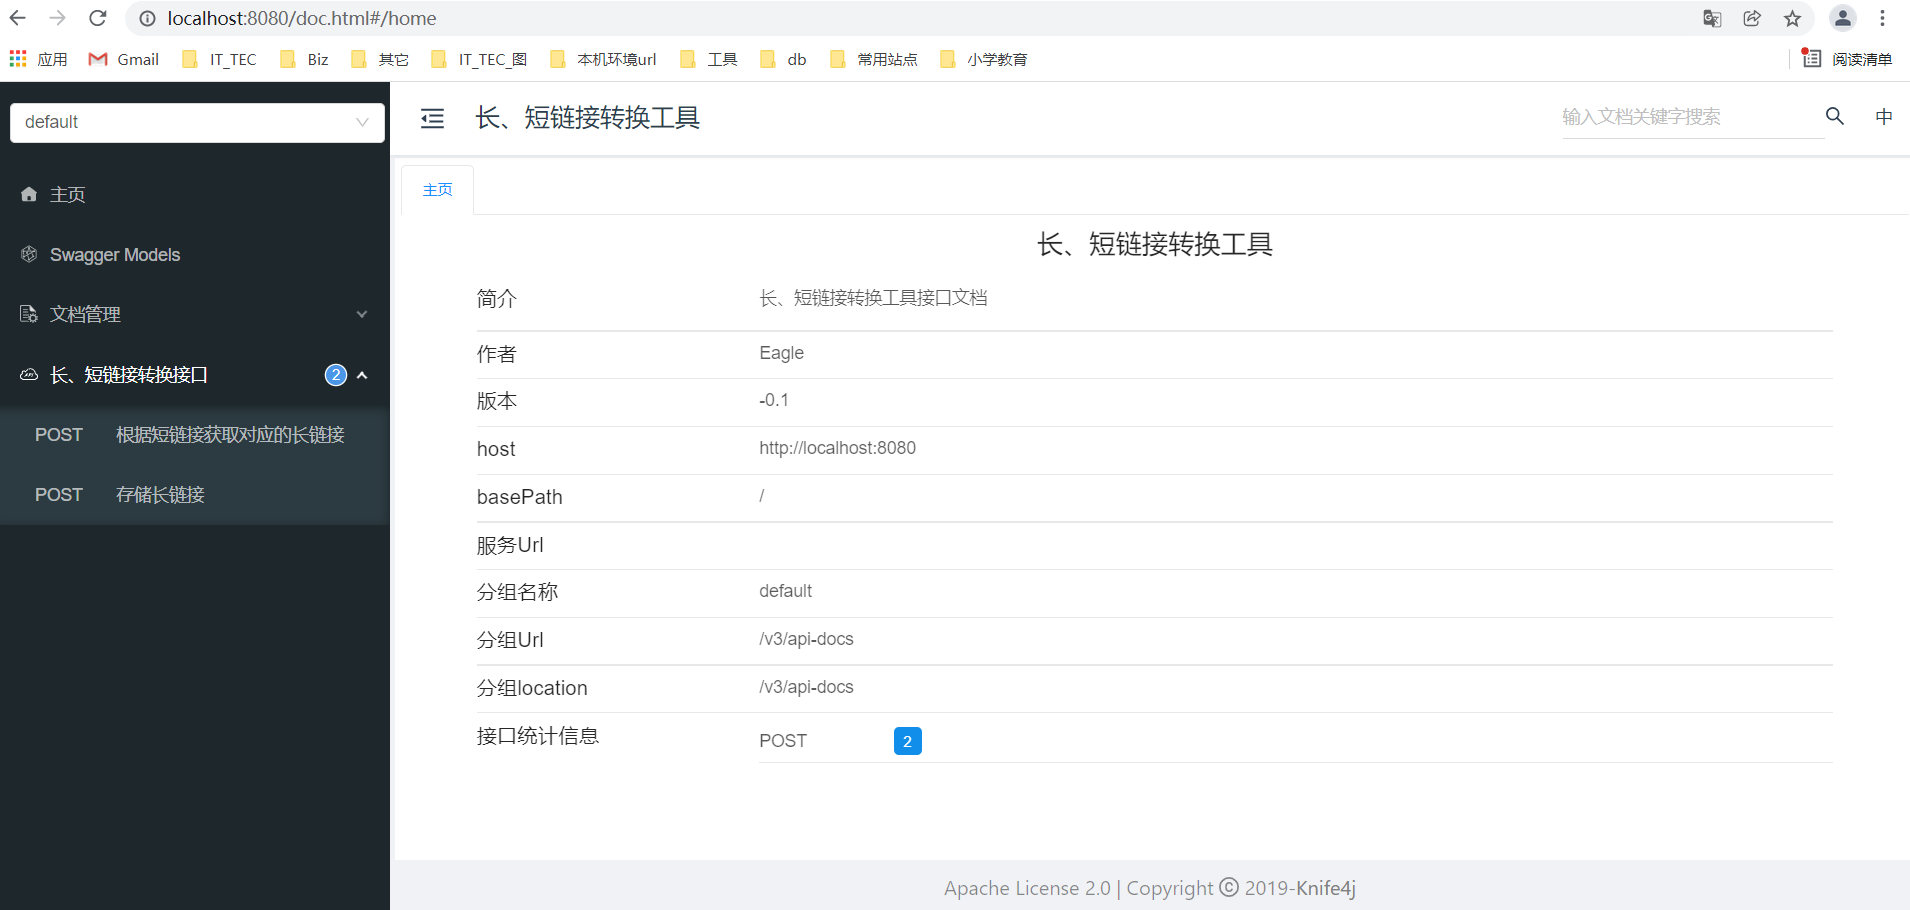 localhost:8080/doc.html#/home
应用 Gmail IT_TEC Biz 其它 IT_TEC_图 本机环境url 工具 db 常用站点 小学教育 阅读清单
default
长、短链接转换工具
输入文档关键字搜索
中
主页
Swagger Models
文档管理
长、短链接转换接口 2
POST 根据短链接获取对应的长链接
POST 存储长链接
主页
长、短链接转换工具
简介 长、短链接转换工具接口文档
作者 Eagle
版本 -0.1
host http://localhost:8080
basePath /
服务Url
分组名称 default
分组Url /v3/api-docs
分组location /v3/api-docs
接口统计信息 POST 2
Apache License 2.0 | Copyright © 2019-Knife4j